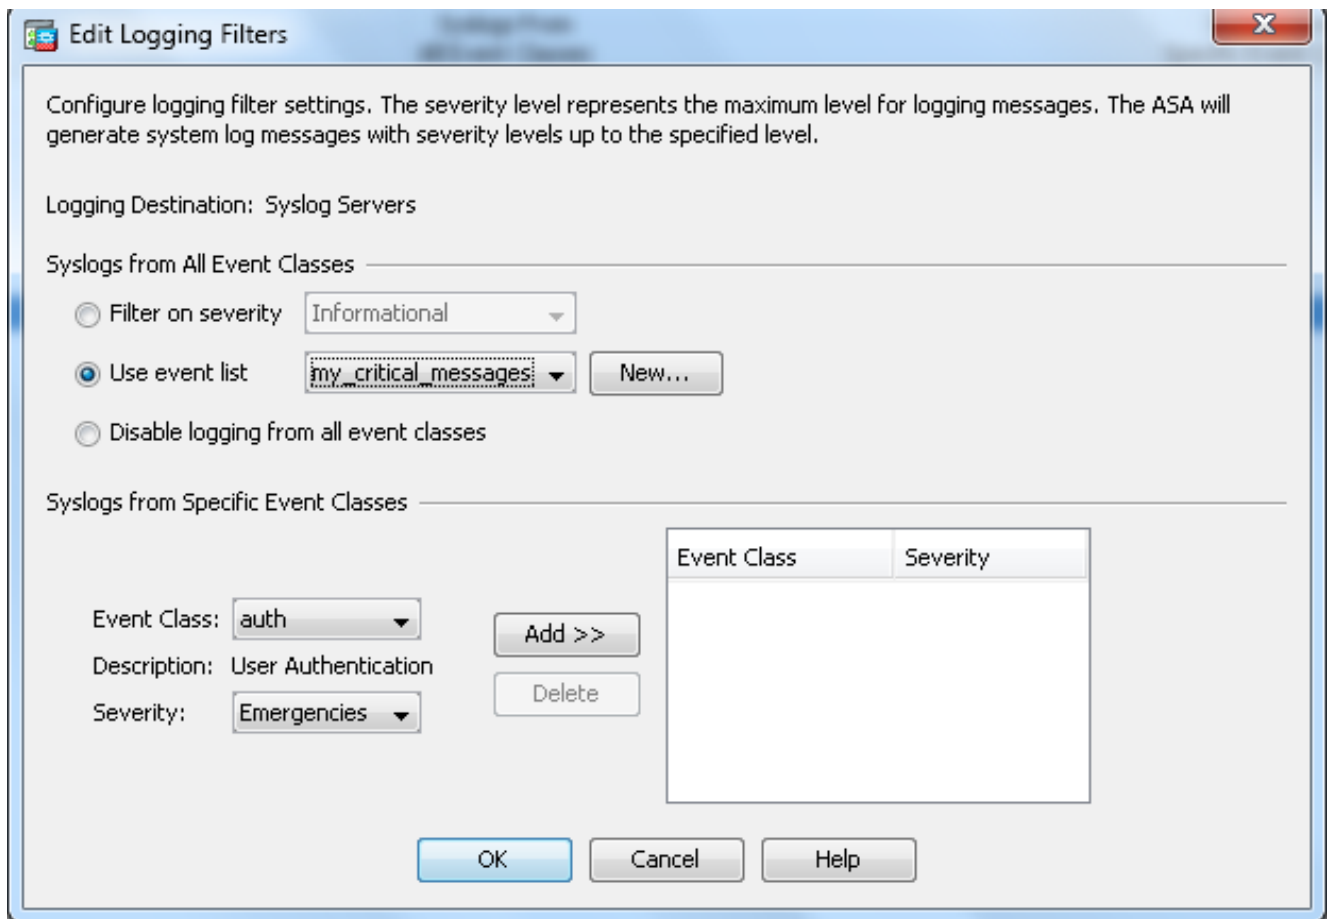 Edit Logging Filters
Configure logging filter settings. The severity level represents the maximum level for logging messages. The ASA will
generate system log messages with severity levels up to the specified level.
Logging Destination: Syslog Servers
Syslogs from All Event Classes
Filter on severity Informational
Use event list my_critical_messages New...
Disable logging from all event classes
Syslogs from Specific Event Classes
Event Class Severity
Event Class: auth Add >>
Description: User Authentication
Delete
Severity: Emergencies
OK Cancel Help